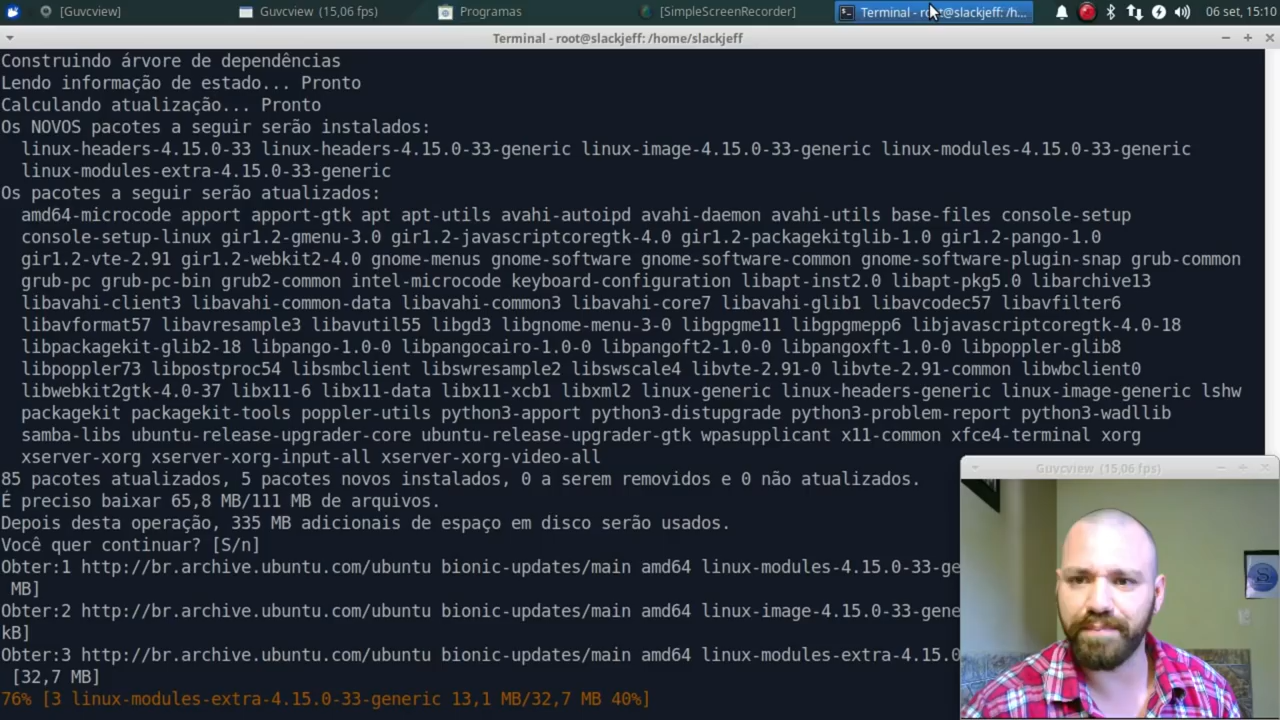 [Guvcview]
Guvcview (15,06 fps)
Programas
[SimpleScreenRecorder]
Terminal - root@slackjeff: /h...
06 set, 15:10
Terminal - root@slackjeff: /home/slackjeff
Construindo árvore de dependências
Lendo informação de estado... Pronto
Calculando atualização... Pronto
Os NOVOS pacotes a seguir serão instalados:
linux-headers-4.15.0-33 linux-headers-4.15.0-33-generic linux-image-4.15.0-33-generic linux-modules-4.15.0-33-generic
linux-modules-extra-4.15.0-33-generic
Os pacotes a seguir serão atualizados:
amd64-microcode apport apport-gtk apt apt-utils avahi-autoipd avahi-daemon avahi-utils base-files console-setup
console-setup-linux gir1.2-gmenu-3.0 gir1.2-javascriptcoregtk-4.0 gir1.2-packagekitglib-1.0 gir1.2-pango-1.0
gir1.2-vte-2.91 gir1.2-webkit2-4.0 gnome-menus gnome-software gnome-software-common gnome-software-plugin-snap grub-common
grub-pc grub-pc-bin grub2-common intel-microcode keyboard-configuration libapt-inst2.0 libapt-pkg5.0 libarchive13
libavahi-client3 libavahi-common-data libavahi-common3 libavahi-core7 libavahi-glib1 libavcodec57 libavfilter6
libavformat57 libavresample3 libavutil55 libgd3 libgnome-menu-3-0 libgpgme11 libgpgmepp6 libjavascriptcoregtk-4.0-18
libpackagekit-glib2-18 libpango-1.0-0 libpangocairo-1.0-0 libpangoft2-1.0-0 libpangoxft-1.0-0 libpoppler-glib8
libpoppler73 libpostproc54 libsmbclient libswresample2 libswscale4 libvte-2.91-0 libvte-2.91-common libwbclient0
libwebkit2gtk-4.0-37 libx11-6 libx11-data libx11-xcb1 libxml2 linux-generic linux-headers-generic linux-image-generic lshw
packagekit packagekit-tools poppler-utils python3-apport python3-distupgrade python3-problem-report python3-wadllib
samba-libs ubuntu-release-upgrader-core ubuntu-release-upgrader-gtk wpasupplicant x11-common xfce4-terminal xorg
xserver-xorg xserver-xorg-input-all xserver-xorg-video-all
85 pacotes atualizados, 5 pacotes novos instalados, 0 a serem removidos e 0 não atualizados.
É preciso baixar 65,8 MB/111 MB de arquivos.
Depois desta operação, 335 MB adicionais de espaço em disco serão usados.
Você quer continuar? [S/n]
Obter:1 http://br.archive.ubuntu.com/ubuntu bionic-updates/main amd64 linux-modules-4.15.0-33-ge
MB]
Obter:2 http://br.archive.ubuntu.com/ubuntu bionic-updates/main amd64 linux-image-4.15.0-33-gene
kB]
Obter:3 http://br.archive.ubuntu.com/ubuntu bionic-updates/main amd64 linux-modules-extra-4.15.0
[32,7 MB]
76% [3 linux-modules-extra-4.15.0-33-generic 13,1 MB/32,7 MB 40%]
Guvcview (15,06 fps)